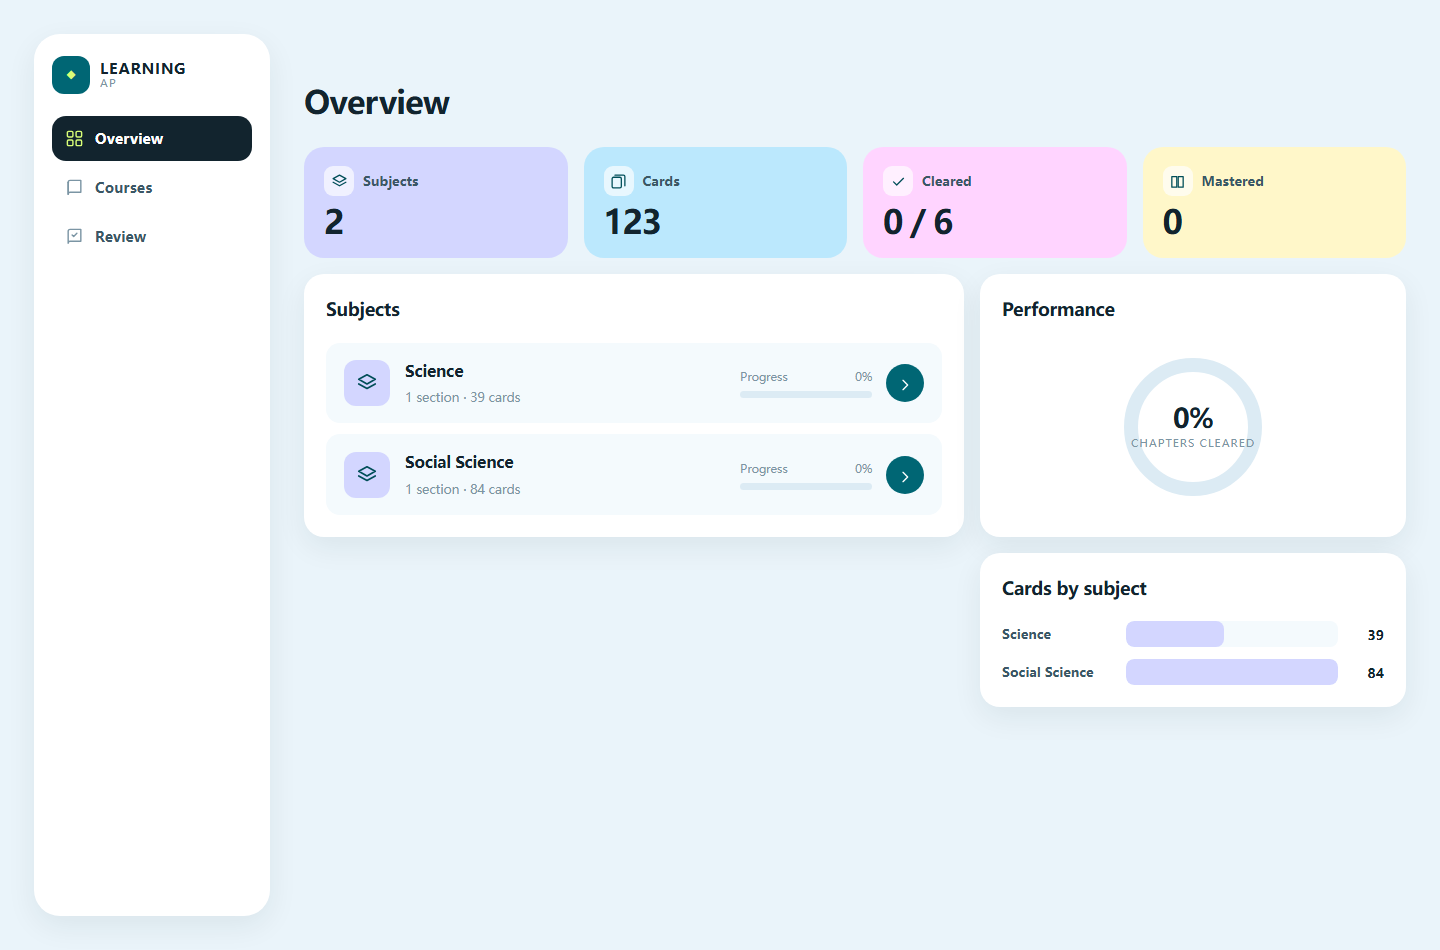 LEARNING
AP
Overview
Courses
Review
Overview
Subjects
2
Cards
123
Cleared
0 / 6
Mastered
0
Subjects
Science
1 section · 39 cards
Progress 0%
Social Science
1 section · 84 cards
Progress 0%
Performance
0%
CHAPTERS CLEARED
Cards by subject
Science 39
Social Science 84